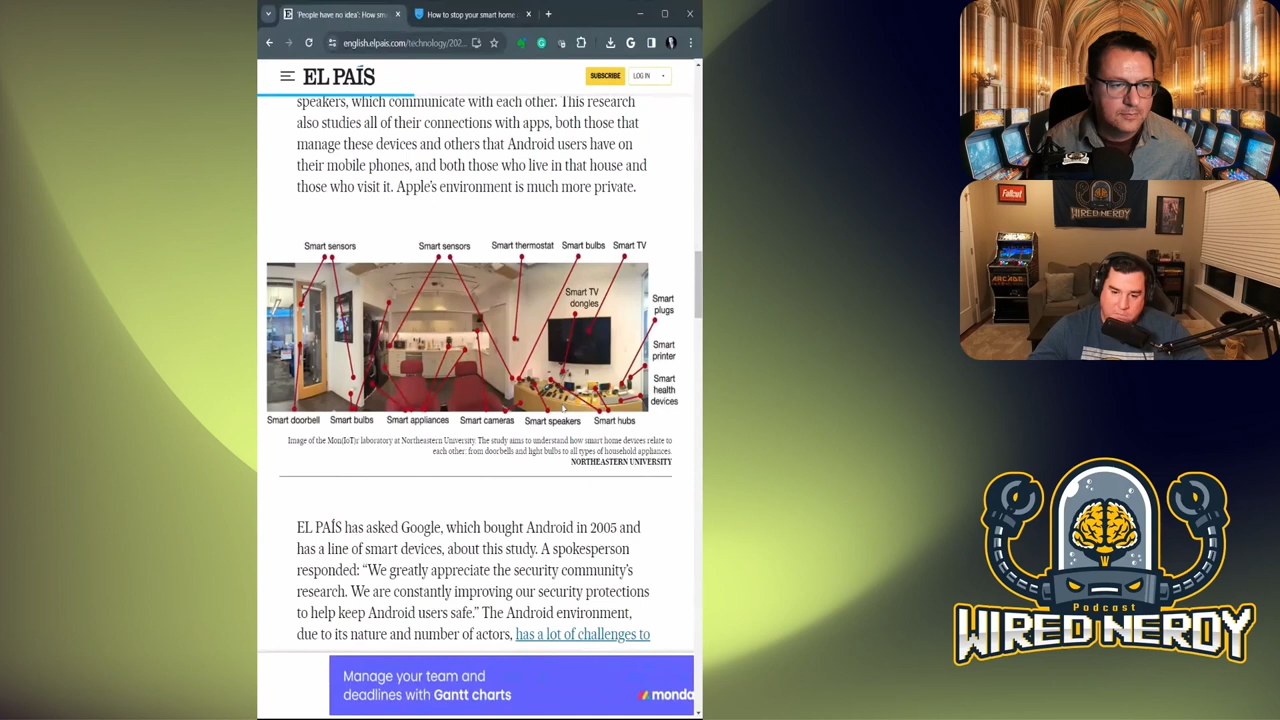 'People have no idea': How sm
How to stop your smart home
english.elpais.com/technology/202...
EL PAÍS
SUBSCRIBE
LOG IN
speakers, which communicate with each other. This research
also studies all of their connections with apps, both those that
manage these devices and others that Android users have on
their mobile phones, and both those who live in that house and
those who visit it. Apple's environment is much more private.
Smart sensors
Smart sensors
Smart thermostat
Smart bulbs
Smart TV
Smart TV
dongles
Smart
plugs
Smart
printer
Smart
health
devices
Smart doorbell
Smart bulbs
Smart appliances
Smart cameras
Smart speakers
Smart hubs
Image of the Mon(IoT)r laboratory at Northeastern University. The study aims to understand how smart home devices relate to
each other: from doorbells and light bulbs to all types of household appliances.
NORTHEASTERN UNIVERSITY
EL PAÍS has asked Google, which bought Android in 2005 and
has a line of smart devices, about this study. A spokesperson
responded: “We greatly appreciate the security community's
research. We are constantly improving our security protections
to help keep Android users safe.” The Android environment,
due to its nature and number of actors, has a lot of challenges to
Manage your team and
deadlines with Gantt charts
monda
Fallout
WIRED NERDY
ARCADE
Podcast
WIRED NERDY